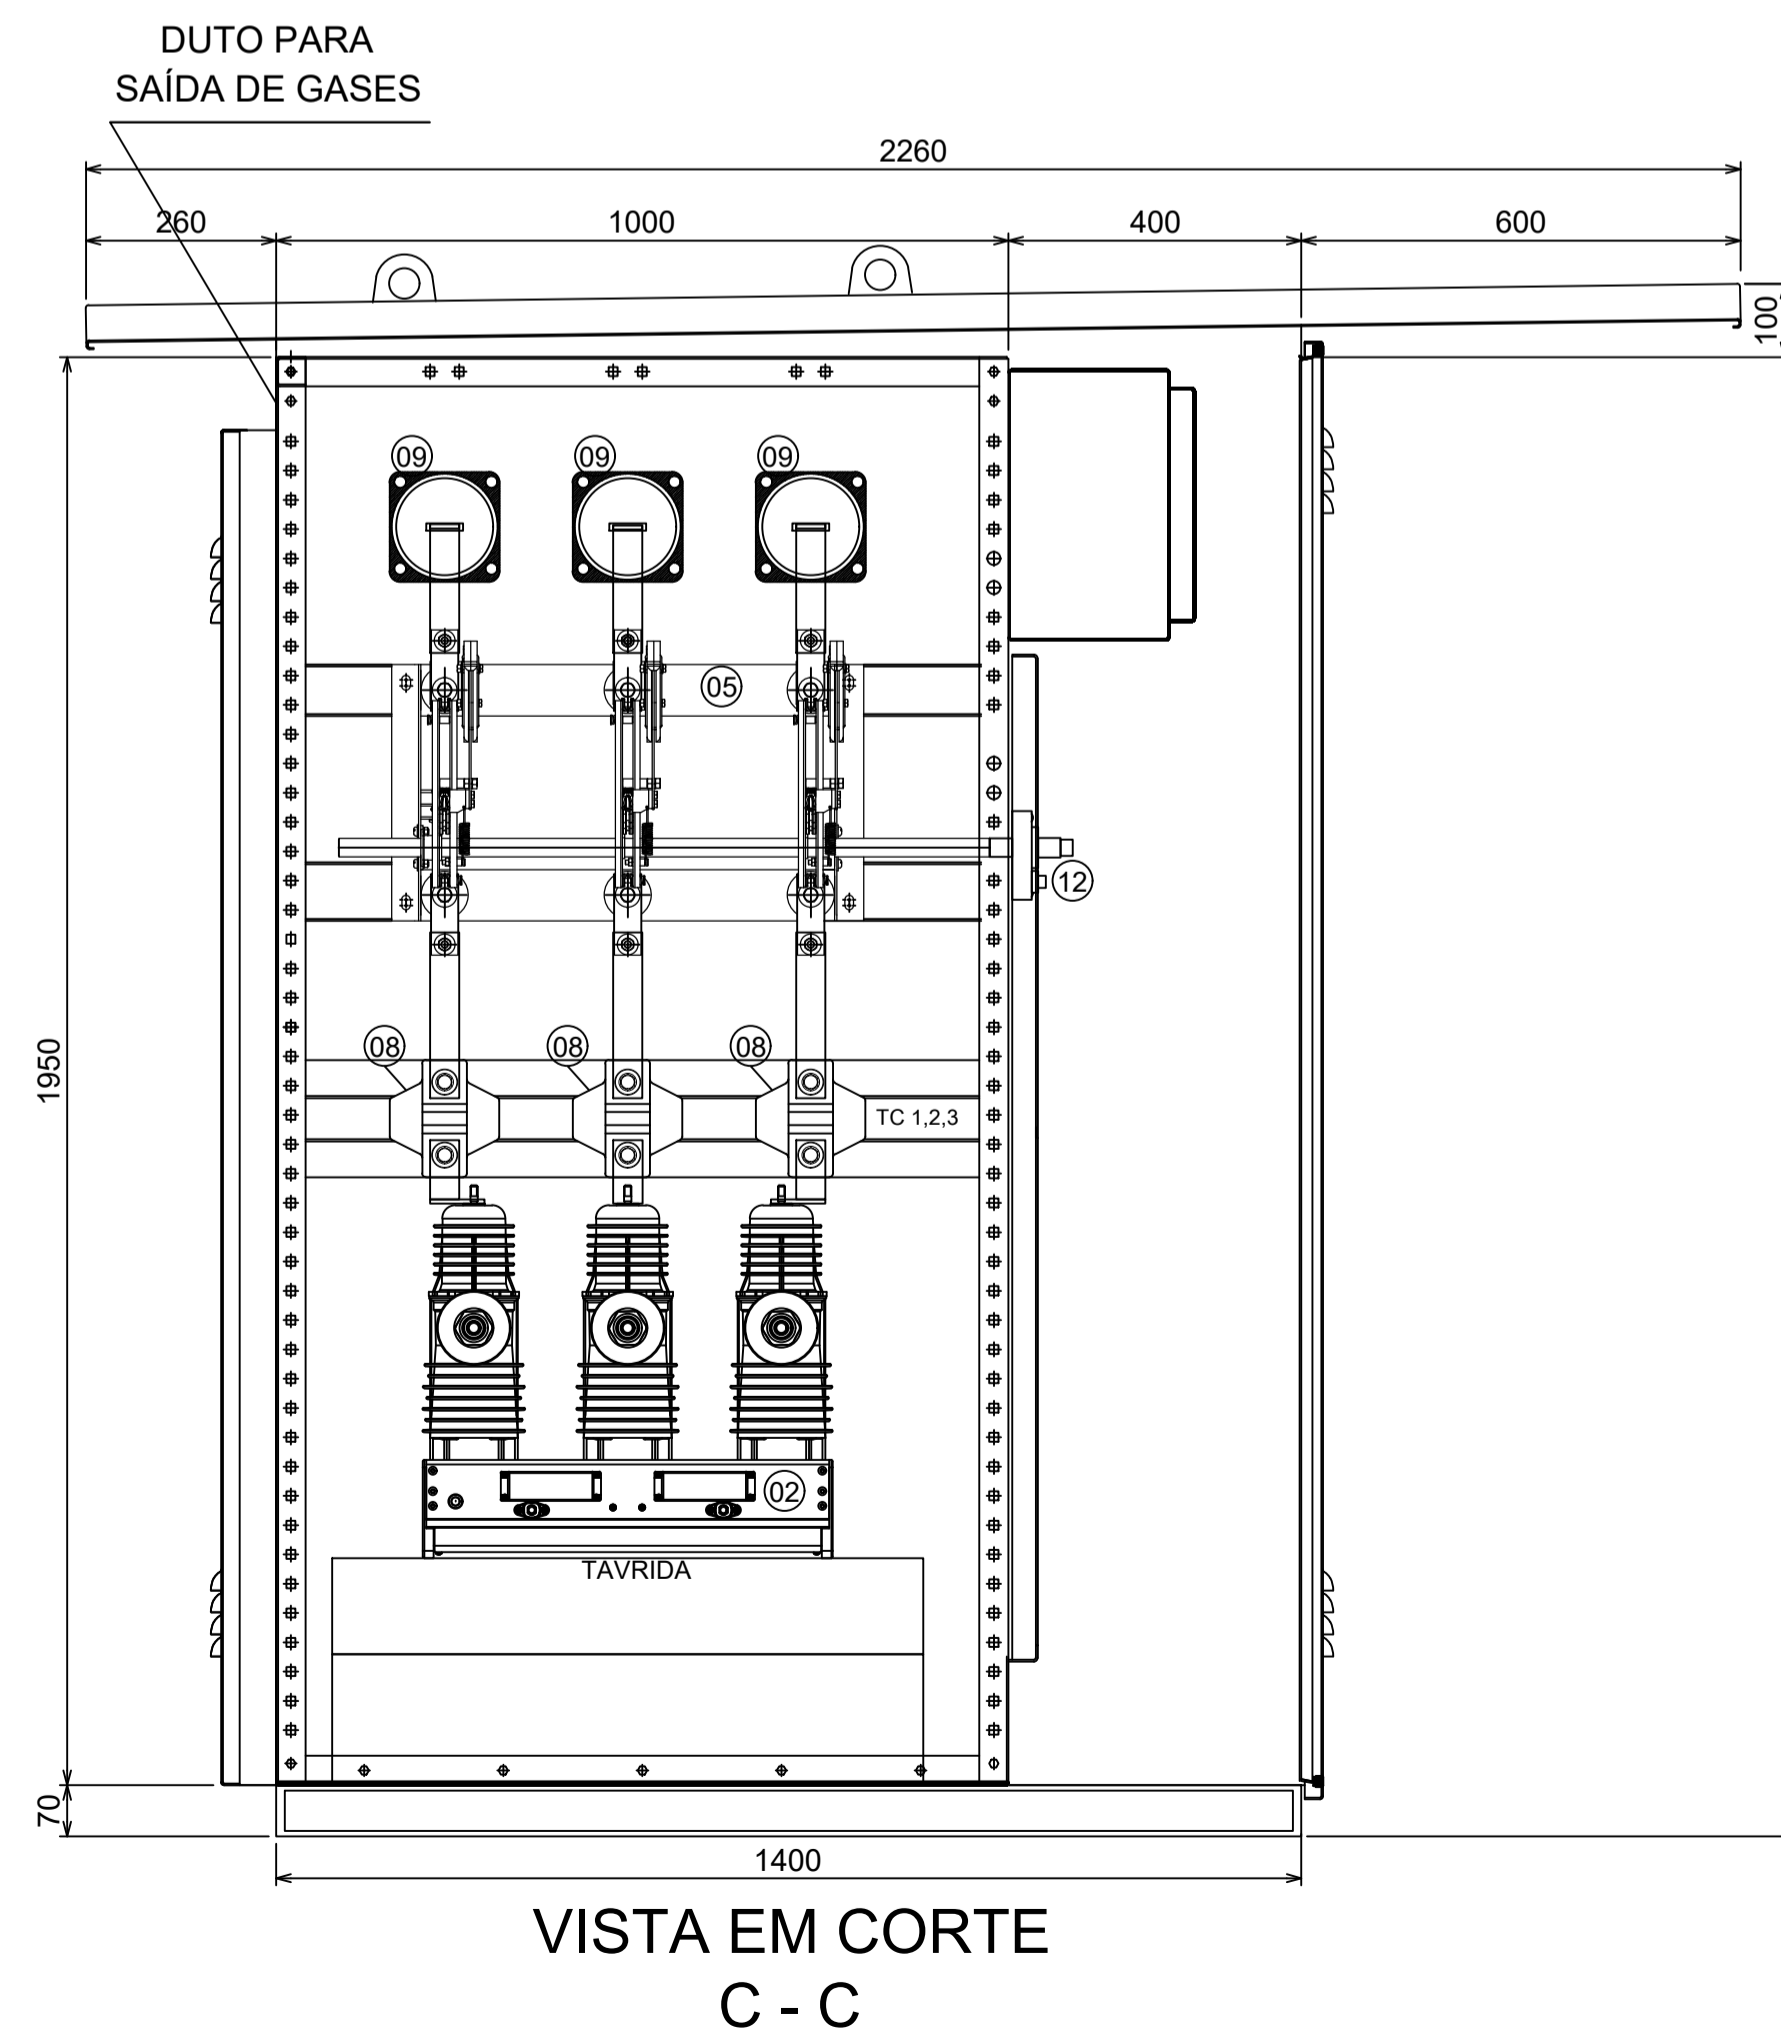 DUTO PARA
SAÍDA DE GASES
2260
260 1000 400 600
100
09 09 09
05
12
1950
08 08 08
TC 1,2,3
02
TAVRIDA
70
1400
VISTA EM CORTE
C - C